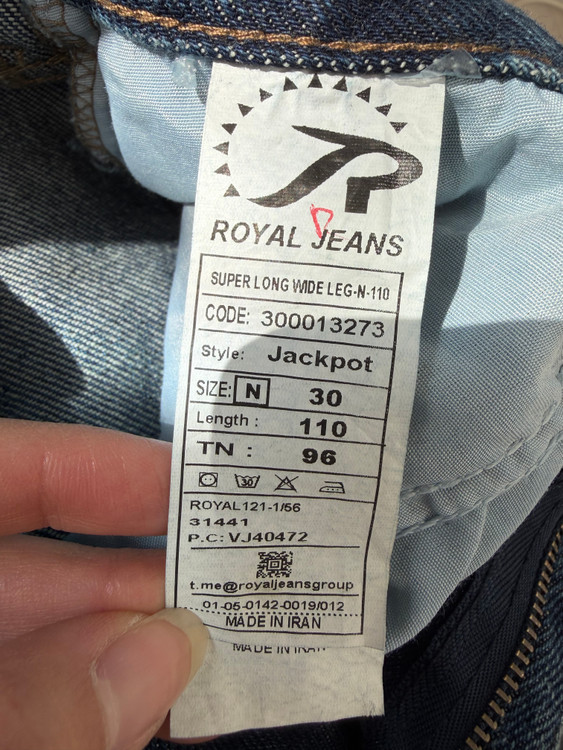 ROYAL JEANS
SUPER LONG WIDE LEG-N-110
CODE: 300013273
Style: Jackpot
SIZE: N 30
Length : 110
TN : 96
30
ROYAL121-1/56
31441
P.C: VJ40472
t.me@royaljeansgroup
01-05-0142-0019/012
MADE IN IRAN
MADE IN IRAN